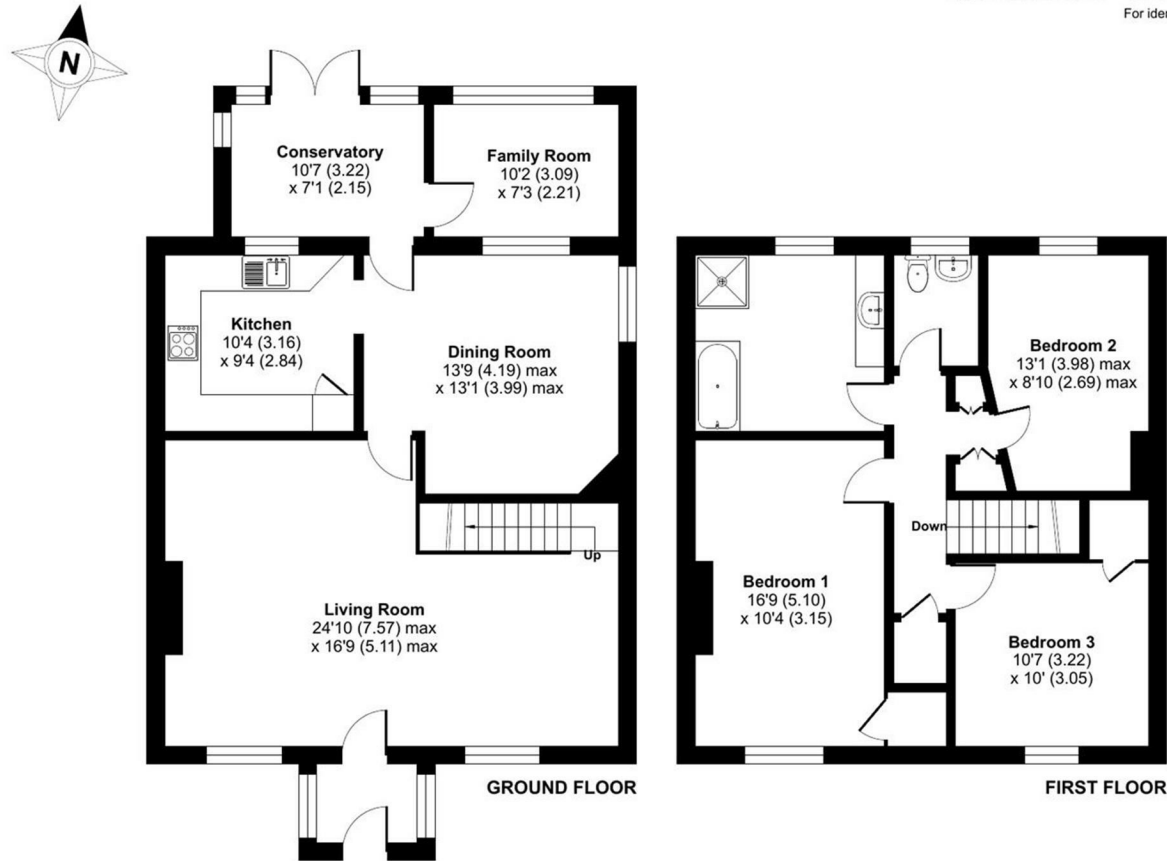 For iden
N
Conservatory
10'7 (3.22)
x 7'1 (2.15)
Family Room
10'2 (3.09)
x 7'3 (2.21)
Kitchen
10'4 (3.16)
x 9'4 (2.84)
Dining Room
13'9 (4.19) max
x 13'1 (3.99) max
Up
Living Room
24'10 (7.57) max
x 16'9 (5.11) max
GROUND FLOOR
Bedroom 2
13'1 (3.98) max
x 8'10 (2.69) max
Down
Bedroom 1
16'9 (5.10)
x 10'4 (3.15)
Bedroom 3
10'7 (3.22)
x 10' (3.05)
FIRST FLOOR